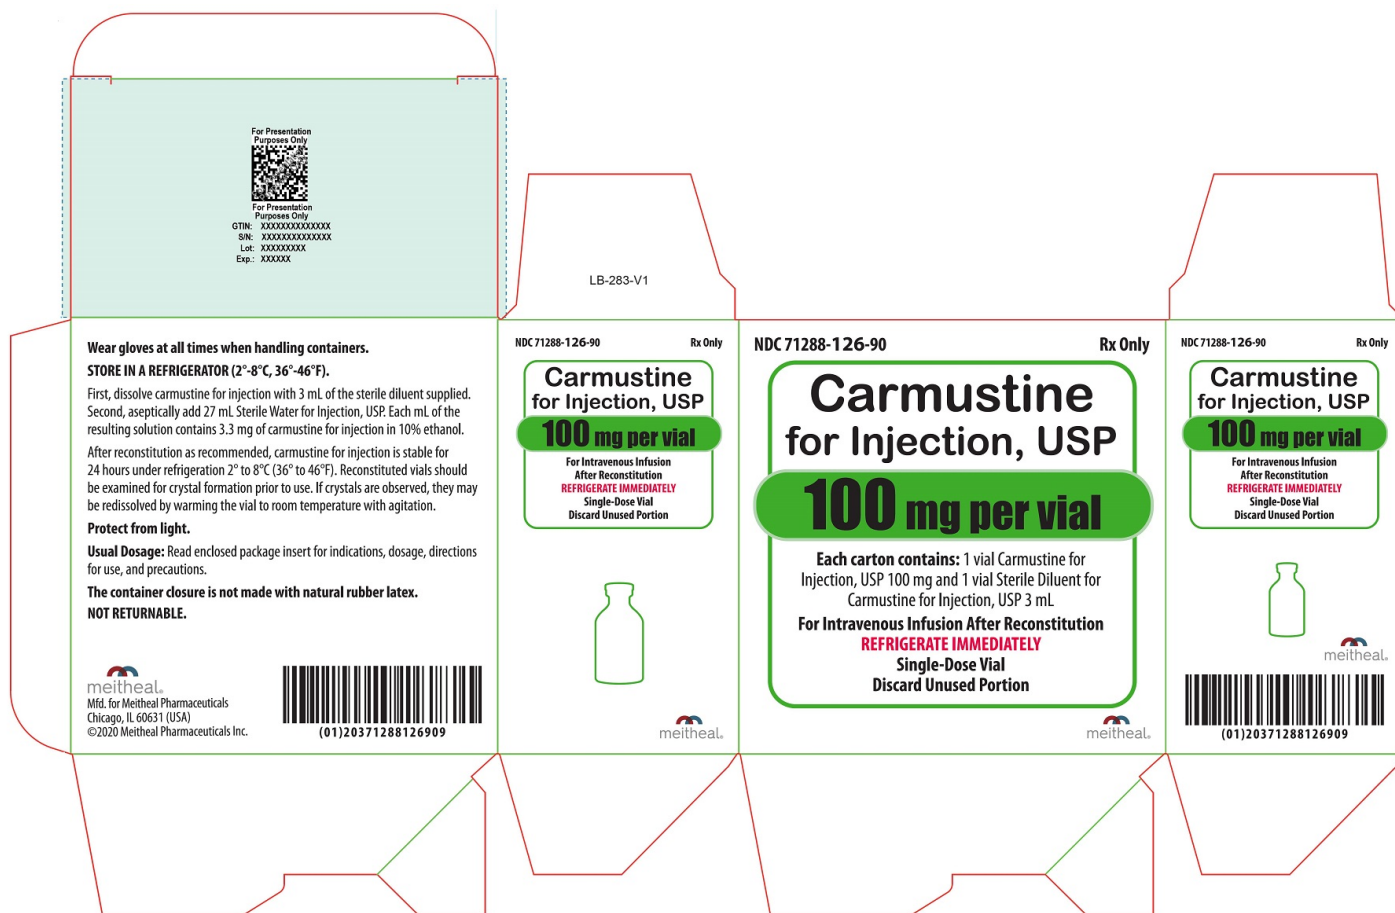 For Presentation
Purposes Only
For Presentation
Purposes Only
GTIN: XXXXXXXXXXXXXX
S/N: XXXXXXXXXXXXXX
Lot: XXXXXXXXX
Exp.: XXXXXX
LB-283-V1
Wear gloves at all times when handling containers.
STORE IN A REFRIGERATOR (2°-8°C, 36°-46°F).
First, dissolve carmustine for injection with 3 mL of the sterile diluent supplied.
Second, aseptically add 27 mL Sterile Water for Injection, USP. Each mL of the
resulting solution contains 3.3 mg of carmustine for injection in 10% ethanol.
After reconstitution as recommended, carmustine for injection is stable for
24 hours under refrigeration 2° to 8°C (36° to 46°F). Reconstituted vials should
be examined for crystal formation prior to use. If crystals are observed, they may
be redissolved by warming the vial to room temperature with agitation.
Protect from light.
Usual Dosage: Read enclosed package insert for indications, dosage, directions
for use, and precautions.
The container closure is not made with natural rubber latex.
NOT RETURNABLE.
meitheal®
Mfd. for Meitheal Pharmaceuticals
Chicago, IL 60631 (USA)
©2020 Meitheal Pharmaceuticals Inc.
(01)20371288126909
NDC 71288-126-90 Rx Only
Carmustine
for Injection, USP
100 mg per vial
For Intravenous Infusion
After Reconstitution
REFRIGERATE IMMEDIATELY
Single-Dose Vial
Discard Unused Portion
meitheal®
NDC 71288-126-90 Rx Only
Carmustine
for Injection, USP
100 mg per vial
Each carton contains: 1 vial Carmustine for
Injection, USP 100 mg and 1 vial Sterile Diluent for
Carmustine for Injection, USP 3 mL
For Intravenous Infusion After Reconstitution
REFRIGERATE IMMEDIATELY
Single-Dose Vial
Discard Unused Portion
meitheal®
NDC 71288-126-90 Rx Only
Carmustine
for Injection, USP
100 mg per vial
For Intravenous Infusion
After Reconstitution
REFRIGERATE IMMEDIATELY
Single-Dose Vial
Discard Unused Portion
meitheal®
(01)20371288126909